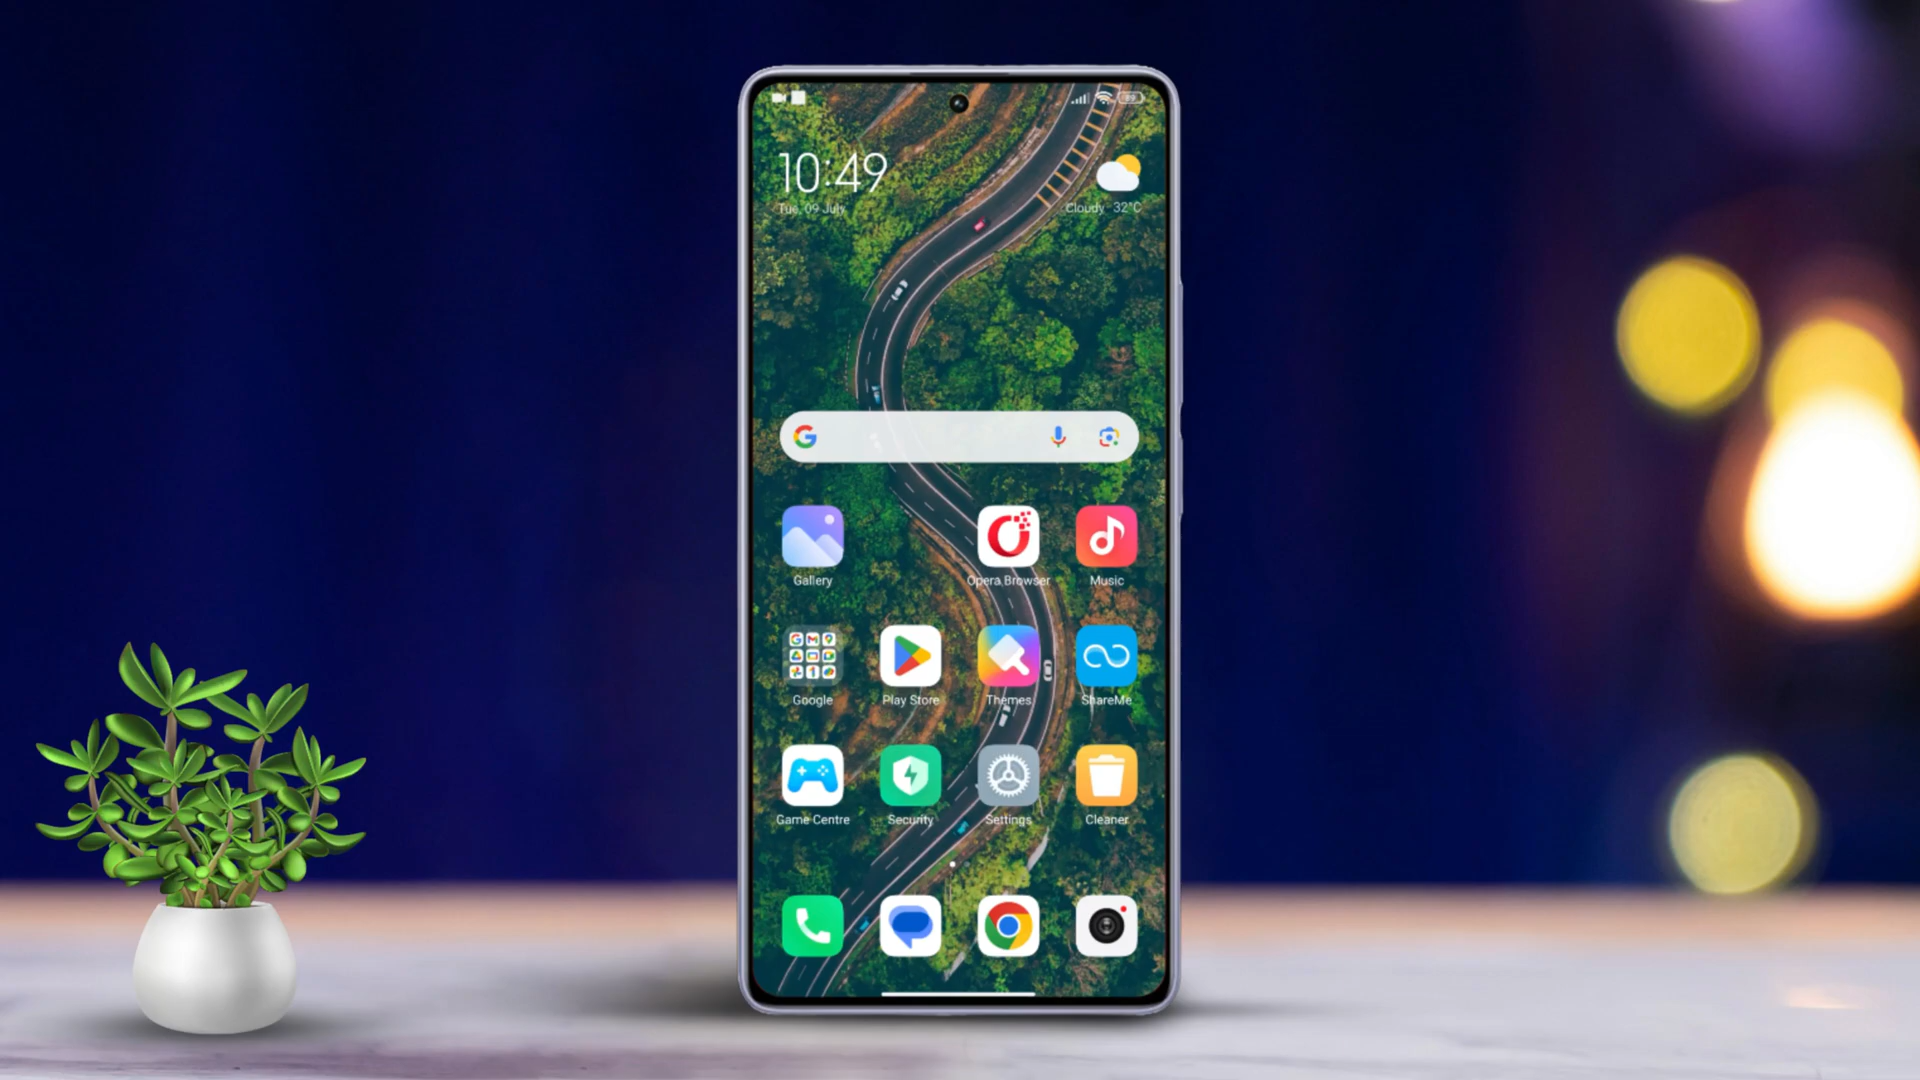 10:49
Tue, 09 July
Cloudy 32°C
Gallery
Opera Browser
Music
Google
Play Store
Themes
ShareMe
Game Centre
Security
Settings
Cleaner